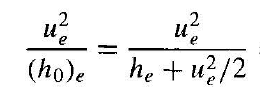 u_e^2 / (h_0)_e = u_e^2 / (h_e + u_e^2/2)